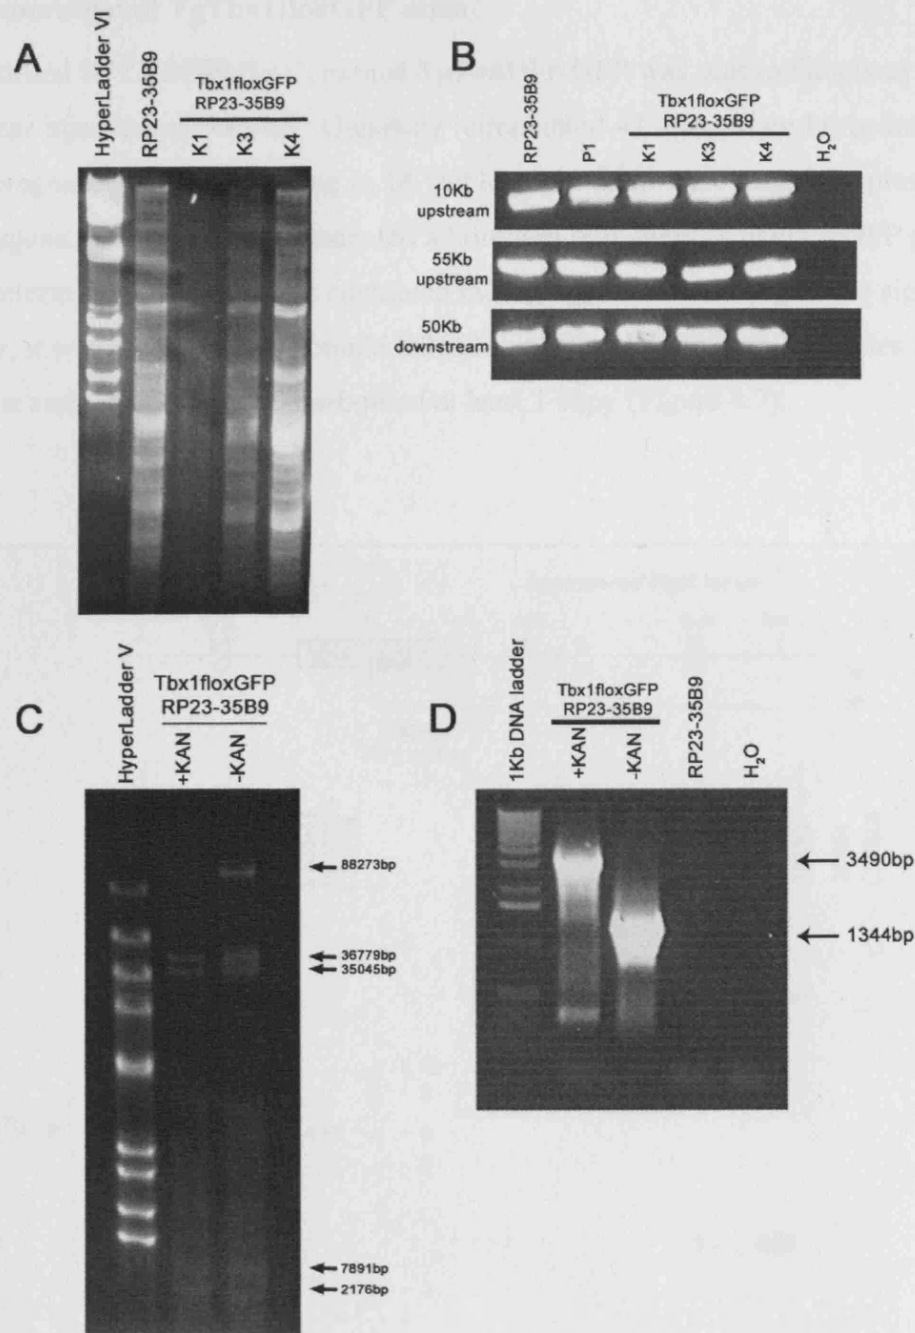 A
HyperLadder VI
RP23-35B9
Tbx1floxGFP
RP23-35B9
K1
K3
K4
B
RP23-35B9
P1
Tbx1floxGFP
RP23-35B9
K1
K3
K4
H₂O
10Kb
upstream
55Kb
upstream
50Kb
downstream
C
HyperLadder V
Tbx1floxGFP
RP23-35B9
+KAN
-KAN
88273bp
36779bp
35045bp
7891bp
2176bp
D
1Kb DNA ladder
Tbx1floxGFP
RP23-35B9
+KAN
-KAN
RP23-35B9
H₂O
3490bp
1344bp